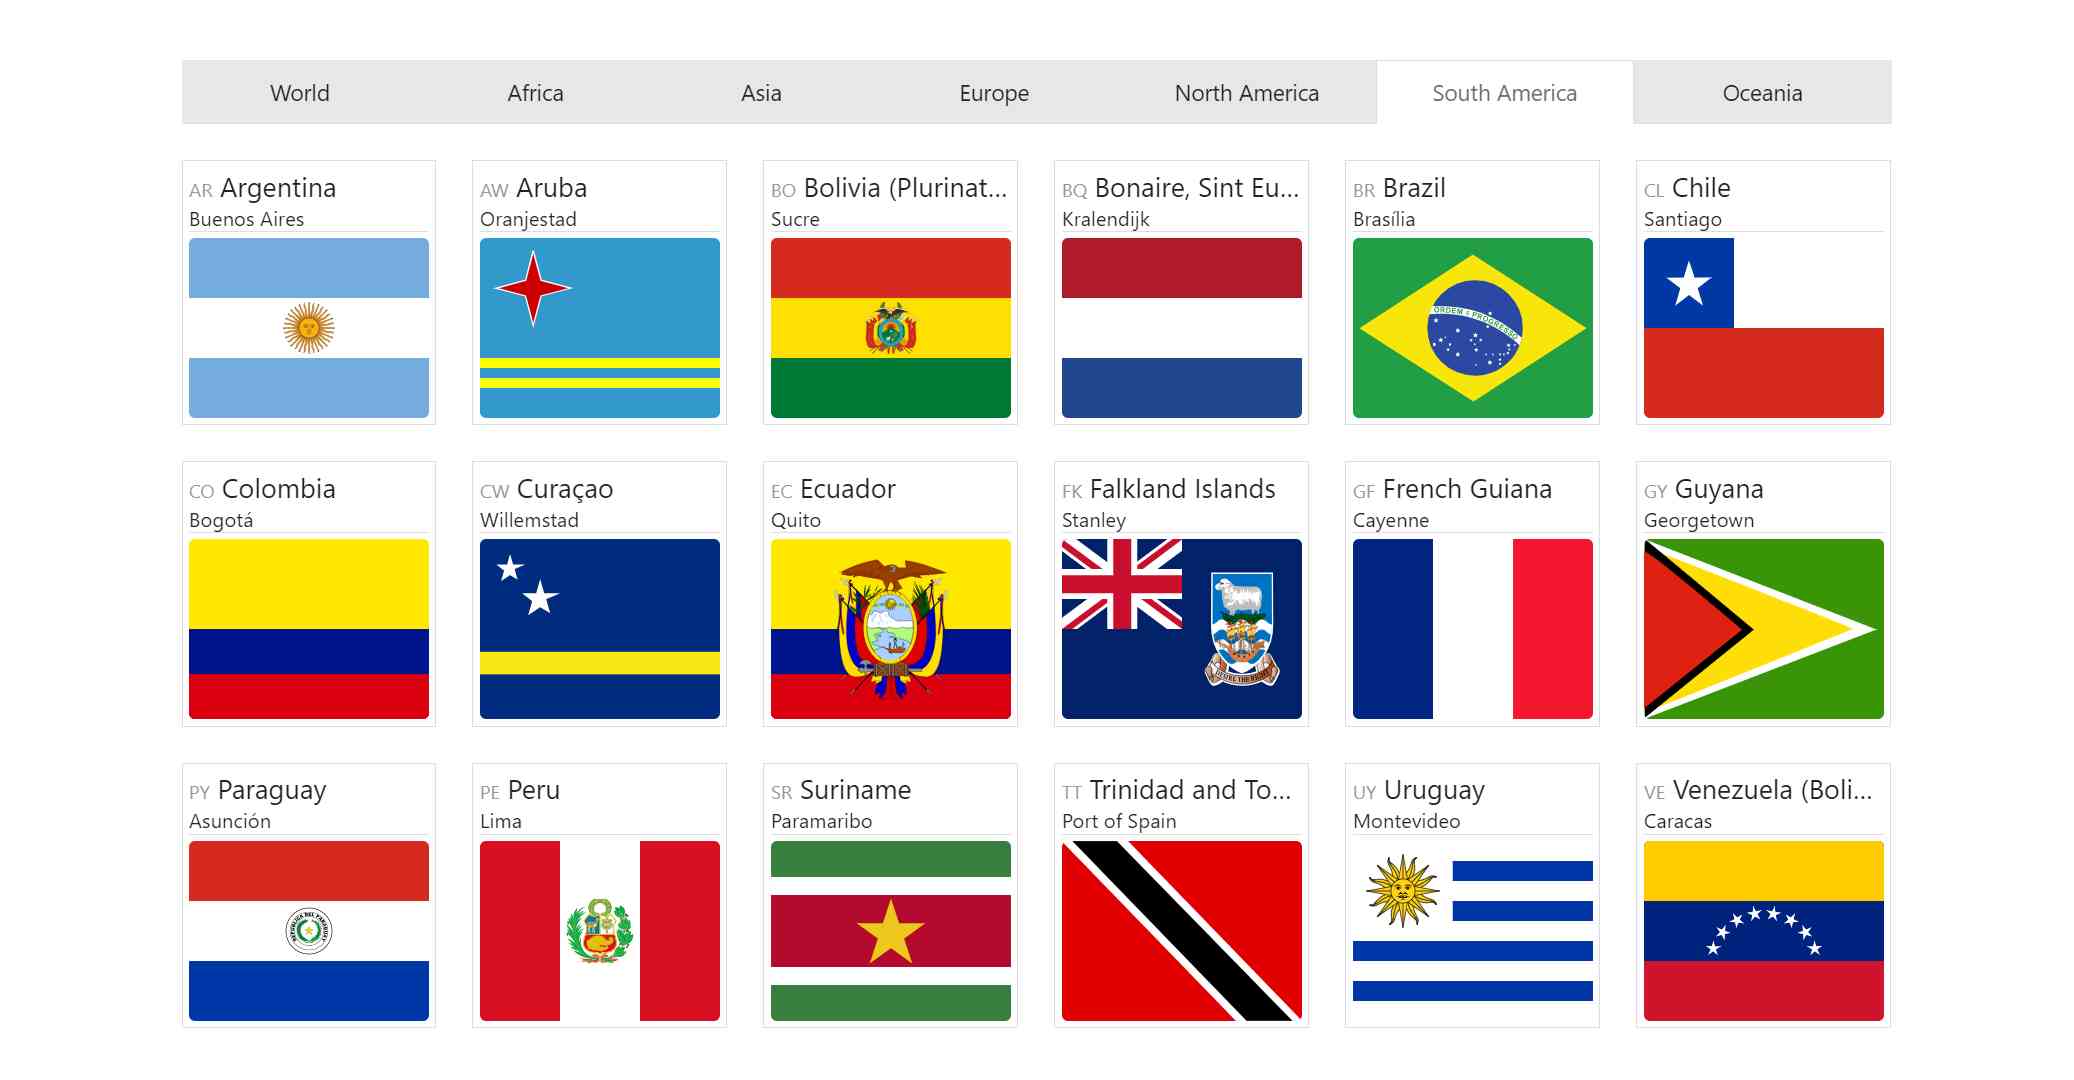 World Africa Asia Europe North America South America Oceania
AR Argentina
Buenos Aires
AW Aruba
Oranjestad
BO Bolivia (Plurinat...
Sucre
BQ Bonaire, Sint Eu...
Kralendijk
BR Brazil
Brasília
ORDEM E PROGRESSO
CL Chile
Santiago
CO Colombia
Bogotá
CW Curaçao
Willemstad
EC Ecuador
Quito
FK Falkland Islands
Stanley
DESIRE THE RIGHT
GF French Guiana
Cayenne
GY Guyana
Georgetown
PY Paraguay
Asunción
REPUBLICA DEL PARAGUAY
PE Peru
Lima
SR Suriname
Paramaribo
TT Trinidad and To...
Port of Spain
UY Uruguay
Montevideo
VE Venezuela (Boli...
Caracas